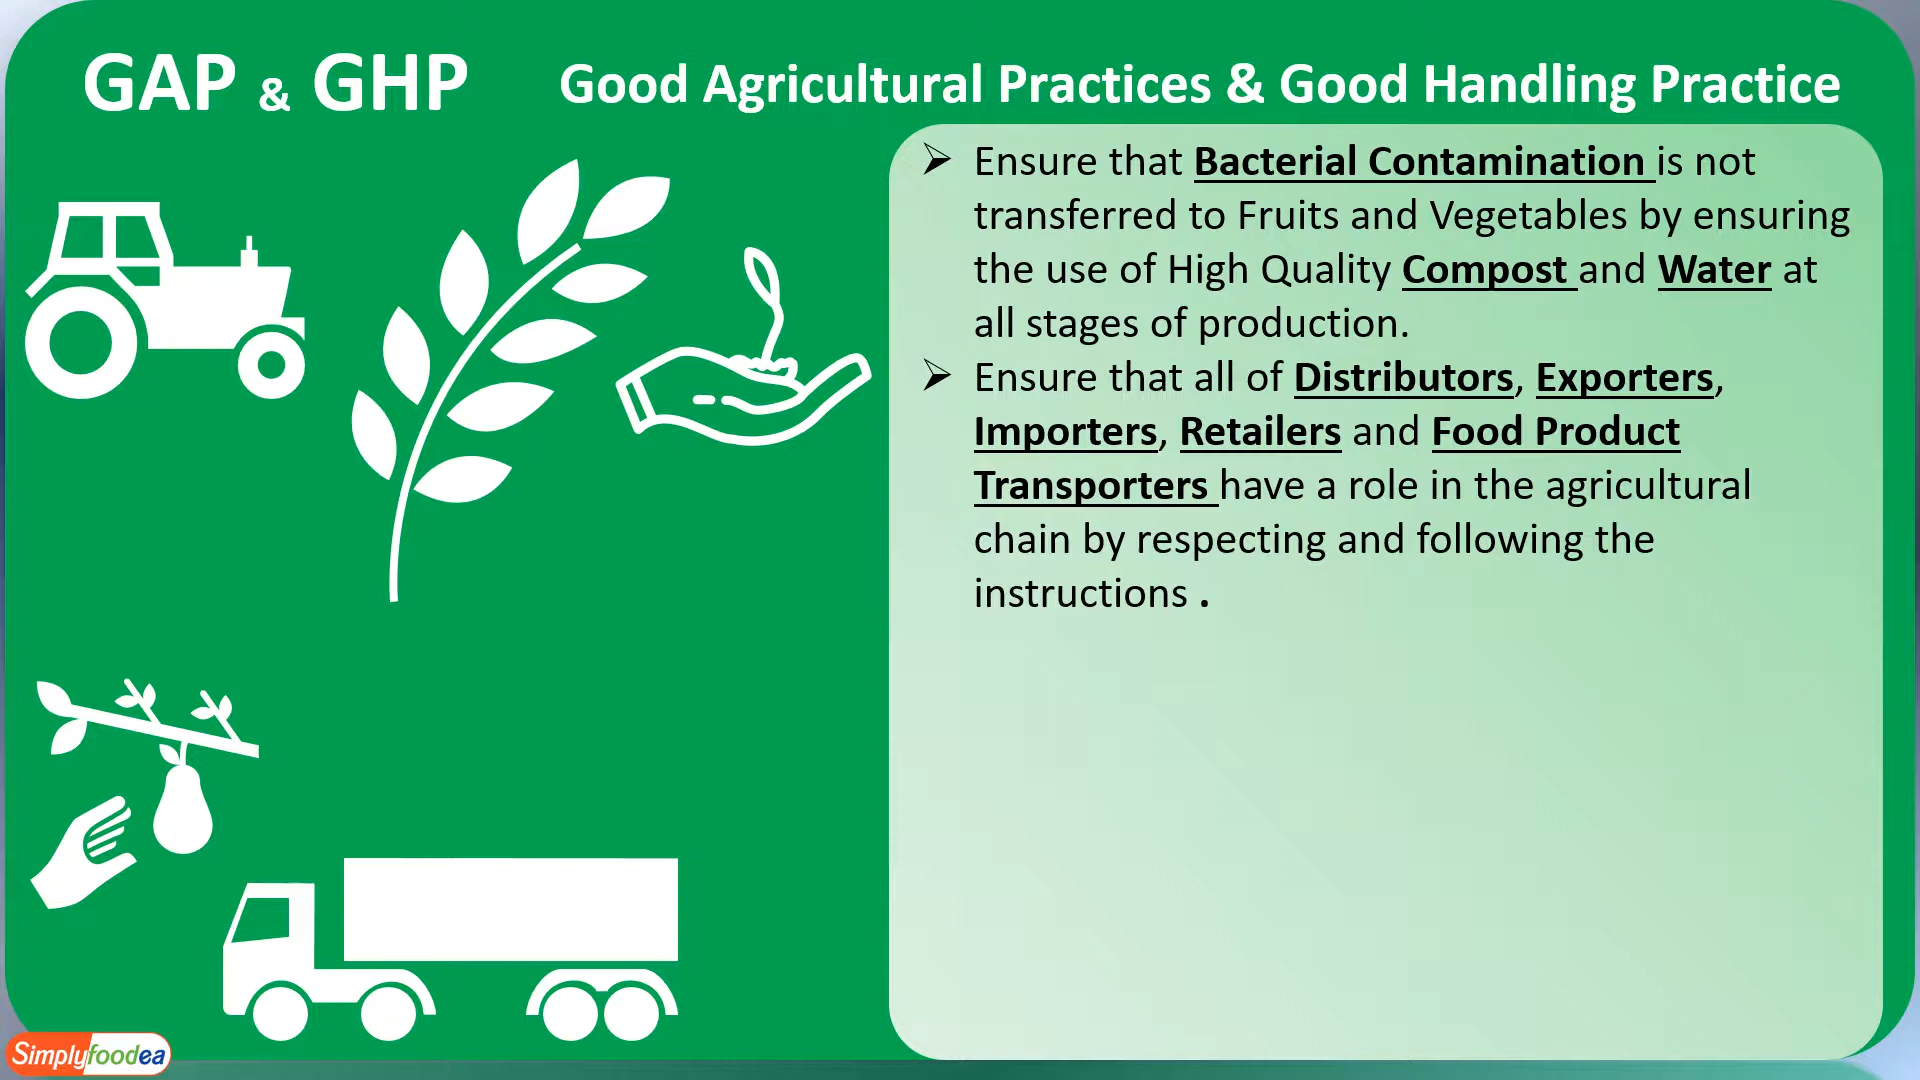 GAP & GHP
Good Agricultural Practices & Good Handling Practice
➢ Ensure that Bacterial Contamination is not
transferred to Fruits and Vegetables by ensuring
the use of High Quality Compost and Water at
all stages of production.
➢ Ensure that all of Distributors, Exporters,
Importers, Retailers and Food Product
Transporters have a role in the agricultural
chain by respecting and following the
instructions .
Simplyfoodea